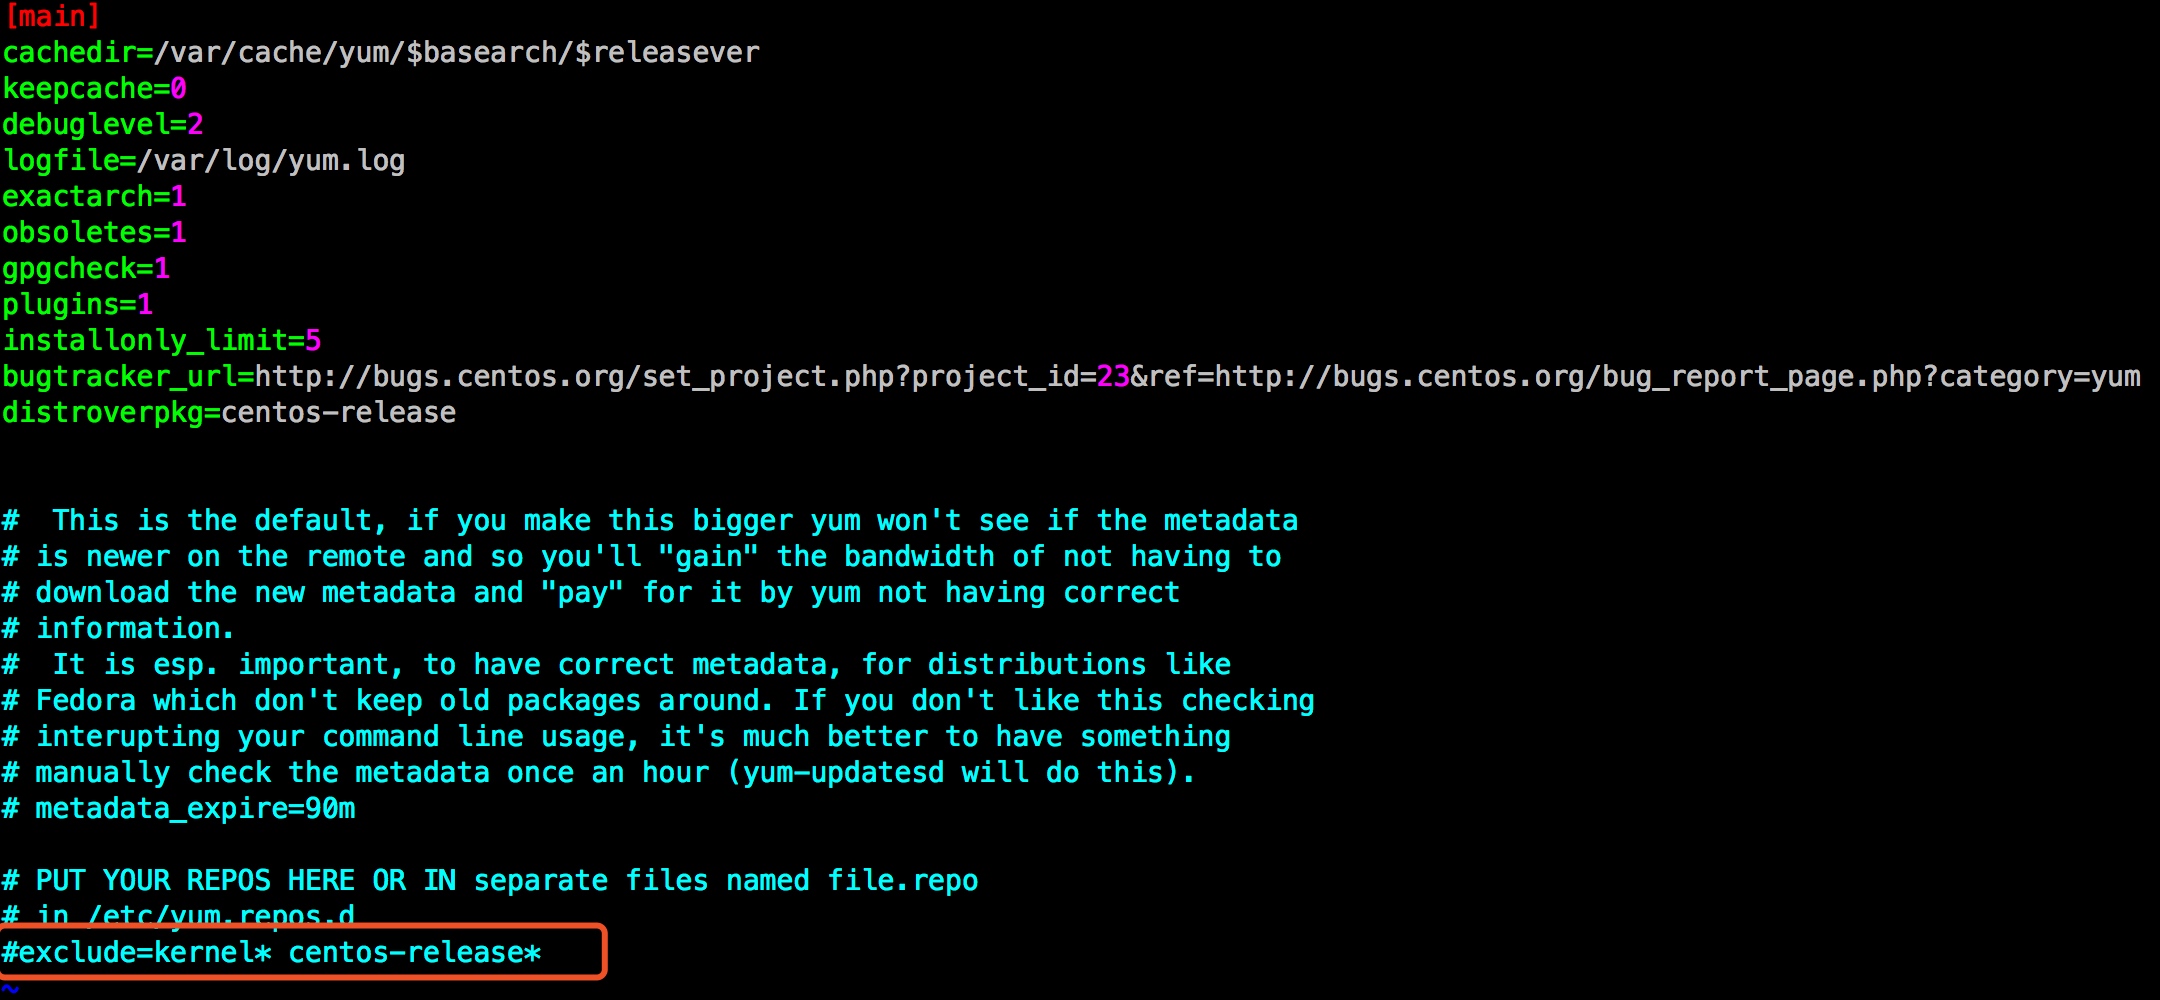 [main]
cachedir=/var/cache/yum/$basearch/$releasever
keepcache=0
debuglevel=2
logfile=/var/log/yum.log
exactarch=1
obsoletes=1
gpgcheck=1
plugins=1
installonly_limit=5
bugtracker_url=http://bugs.centos.org/set_project.php?project_id=23&ref=http://bugs.centos.org/bug_report_page.php?category=yum
distroverpkg=centos-release
#  This is the default, if you make this bigger yum won't see if the metadata
# is newer on the remote and so you'll "gain" the bandwidth of not having to
# download the new metadata and "pay" for it by yum not having correct
# information.
#  It is esp. important, to have correct metadata, for distributions like
# Fedora which don't keep old packages around. If you don't like this checking
# interupting your command line usage, it's much better to have something
# manually check the metadata once an hour (yum-updatesd will do this).
# metadata_expire=90m
# PUT YOUR REPOS HERE OR IN separate files named file.repo
# in /etc/yum.repos.d
#exclude=kernel* centos-release*
~